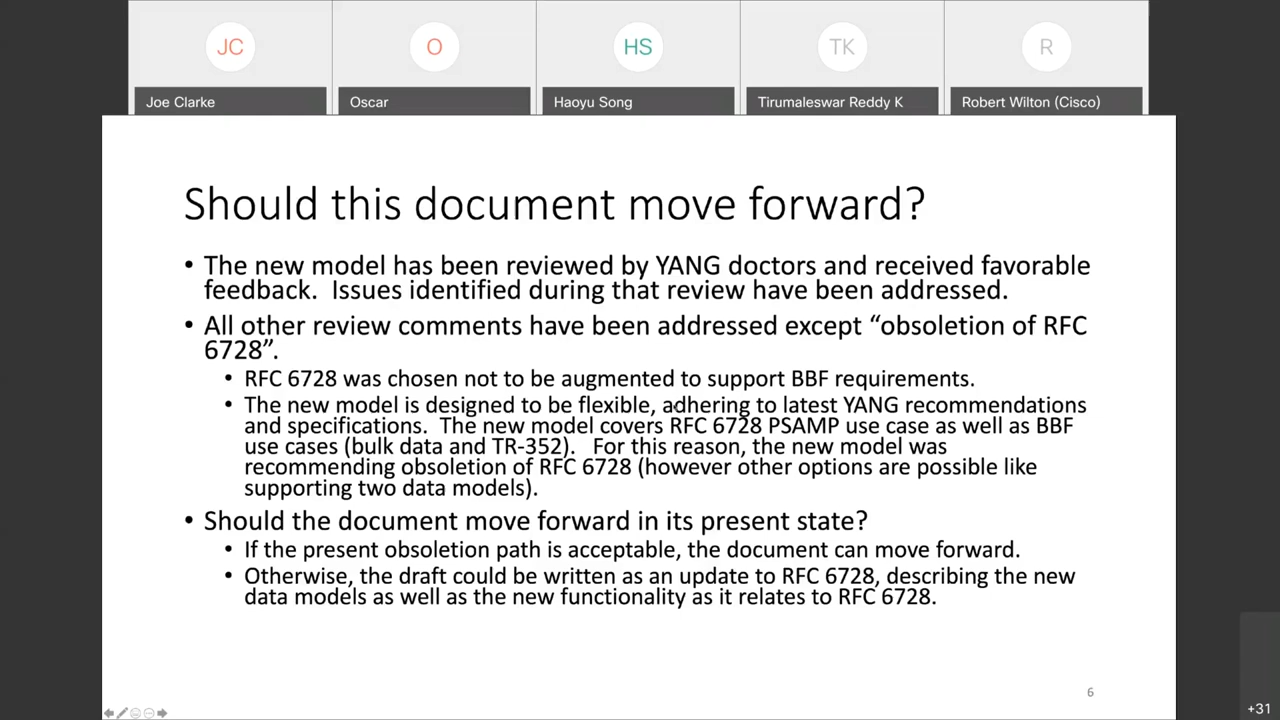 JC
O
HS
TK
R
Joe Clarke
Oscar
Haoyu Song
Tirumaleswar Reddy K
Robert Wilton (Cisco)
Should this document move forward?
• The new model has been reviewed by YANG doctors and received favorable
feedback.  Issues identified during that review have been addressed.
• All other review comments have been addressed except “obsoletion of RFC
6728”.
• RFC 6728 was chosen not to be augmented to support BBF requirements.
• The new model is designed to be flexible, adhering to latest YANG recommendations
and specifications.  The new model covers RFC 6728 PSAMP use case as well as BBF
use cases (bulk data and TR-352).   For this reason, the new model was
recommending obsoletion of RFC 6728 (however other options are possible like
supporting two data models).
• Should the document move forward in its present state?
• If the present obsoletion path is acceptable, the document can move forward.
• Otherwise, the draft could be written as an update to RFC 6728, describing the new
data models as well as the new functionality as it relates to RFC 6728.
6
+31